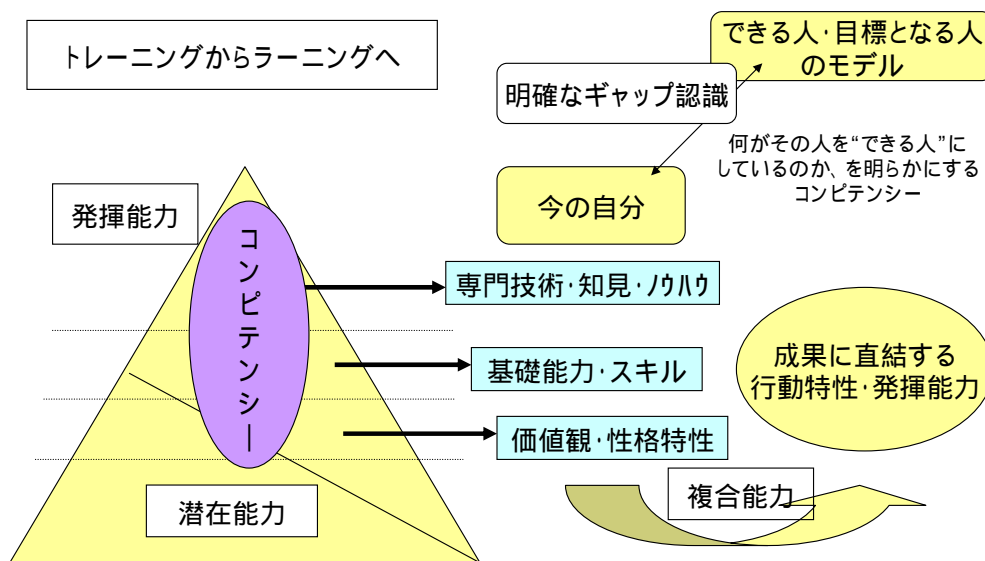 トレーニングからラーニングへ
できる人・目標となる人
のモデル
明確なギャップ認識
何がその人を“できる人”に
しているのか、を明らかにする
コンピテンシー
今の自分
発揮能力
コンピテンシー
専門技術・知見・ノウハウ
基礎能力・スキル
価値観・性格特性
成果に直結する
行動特性・発揮能力
潜在能力
複合能力